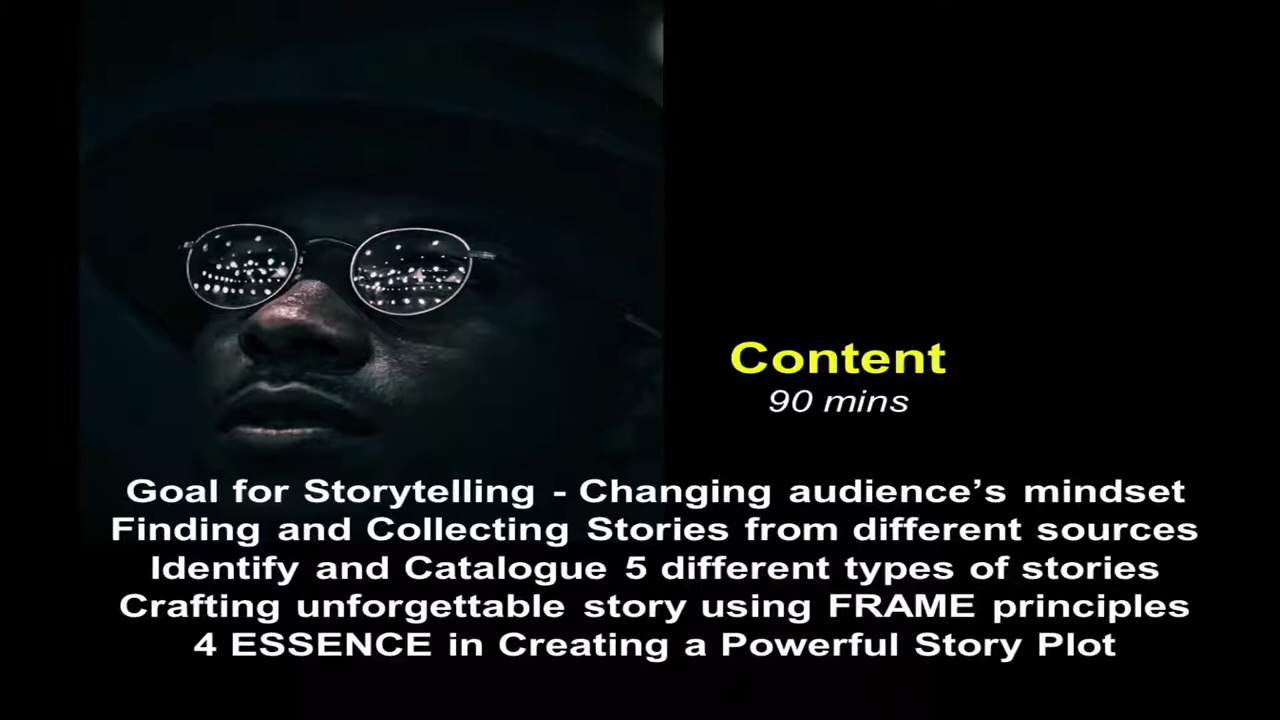 Content
90 mins
Goal for Storytelling - Changing audience’s mindset
Finding and Collecting Stories from different sources
Identify and Catalogue 5 different types of stories
Crafting unforgettable story using FRAME principles
4 ESSENCE in Creating a Powerful Story Plot